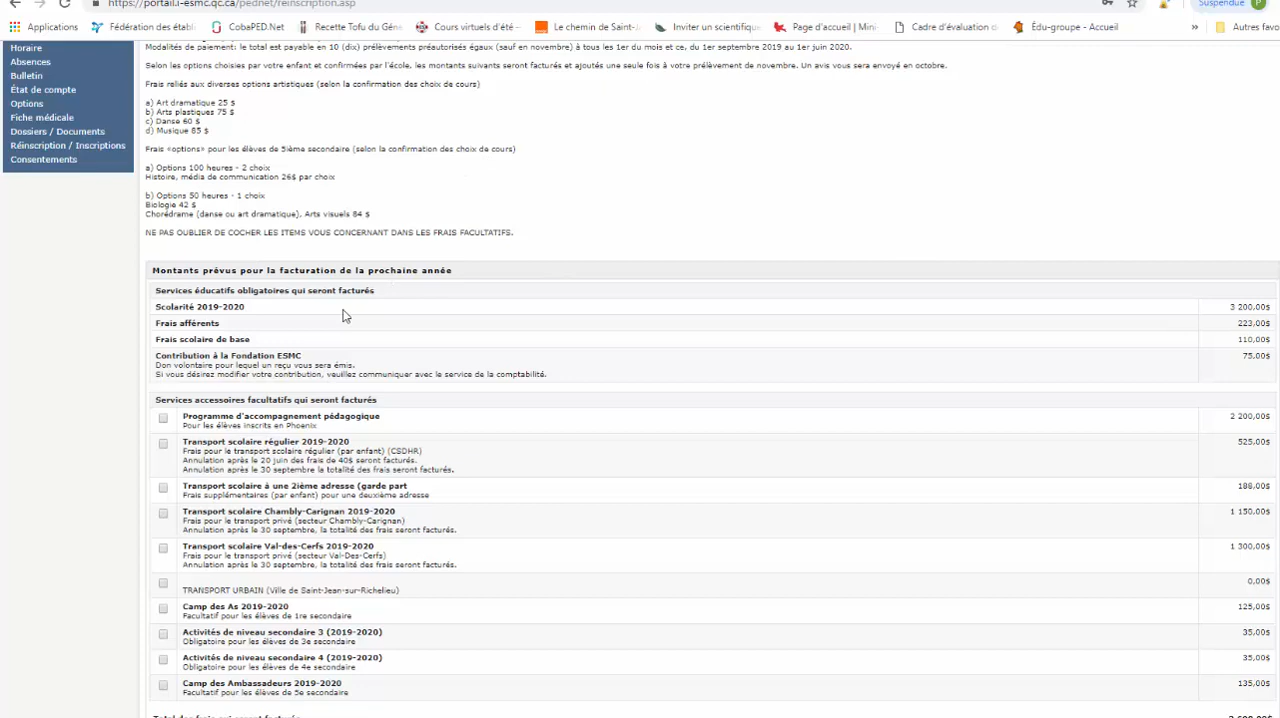 https://portail.i-esmc.qc.ca/pednet/reinscription.asp
Suspendue P
Applications Fédération des établi Cobaped.Net Recette Tofu du Géné Cours virtuels d'été – Le chemin de Saint-Ja Inviter un scientifiqu Page d'accueil | Mini Cadre d'évaluation d Édu-groupe - Accueil » Autres favo
Horaire
Absences
Bulletin
État de compte
Options
Fiche médicale
Dossiers / Documents
Réinscription / Inscriptions
Consentements
Modalités de paiement: le total est payable en 10 (dix) prélèvements préautorisés égaux (sauf en novembre) à tous les 1er du mois et ce, du 1er septembre 2019 au 1er juin 2020.
Selon les options choisies par votre enfant et confirmées par l'école, les montants suivants seront facturés et ajoutés une seule fois à votre prélèvement de novembre. Un avis vous sera envoyé en octobre.
Frais reliés aux diverses options artistiques (selon la confirmation des choix de cours)
a) Art dramatique 25 $
b) Arts plastiques 75 $
c) Danse 60 $
d) Musique 85 $
Frais «options» pour les élèves de 5ième secondaire (selon la confirmation des choix de cours)
a) Options 100 heures - 2 choix
Histoire, média de communication 26$ par choix
b) Options 50 heures - 1 choix
Biologie 42 $
Chorédrame (danse ou art dramatique), Arts visuels 84 $
NE PAS OUBLIER DE COCHER LES ITEMS VOUS CONCERNANT DANS LES FRAIS FACULTATIFS.
Montants prévus pour la facturation de la prochaine année
Services éducatifs obligatoires qui seront facturés
Scolarité 2019-2020 3 200,00$
Frais afférents 223,00$
Frais scolaire de base 110,00$
Contribution à la Fondation ESMC 75,00$
Don volontaire pour lequel un reçu vous sera émis.
Si vous désirez modifier votre contribution, veuillez communiquer avec le service de la comptabilité.
Services accessoires facultatifs qui seront facturés
Programme d'accompagnement pédagogique 2 200,00$
Pour les élèves inscrits en Phoenix
Transport scolaire régulier 2019-2020 525,00$
Frais pour le transport scolaire régulier (par enfant) (CSDHR)
Annulation après le 20 juin des frais de 40$ seront facturés.
Annulation après le 30 septembre la totalité des frais seront facturés.
Transport scolaire à une 2ième adresse (garde part 188,00$
Frais supplémentaires (par enfant) pour une deuxième adresse
Transport scolaire Chambly-Carignan 2019-2020 1 150,00$
Frais pour le transport privé (secteur Chambly-Carignan)
Annulation après le 30 septembre, la totalité des frais seront facturés.
Transport scolaire Val-des-Cerfs 2019-2020 1 300,00$
Frais pour le transport privé (secteur Val-Des-Cerfs)
Annulation après le 30 septembre, la totalité des frais seront facturés.
0,00$
TRANSPORT URBAIN (Ville de Saint-Jean-sur-Richelieu)
Camp des As 2019-2020 125,00$
Facultatif pour les élèves de 1re secondaire
Activités de niveau secondaire 3 (2019-2020) 35,00$
Obligatoire pour les élèves de 3e secondaire
Activités de niveau secondaire 4 (2019-2020) 35,00$
Obligatoire pour les élèves de 4e secondaire
Camp des Ambassadeurs 2019-2020 135,00$
Facultatif pour les élèves de 5e secondaire
Total des frais qui seront facturés